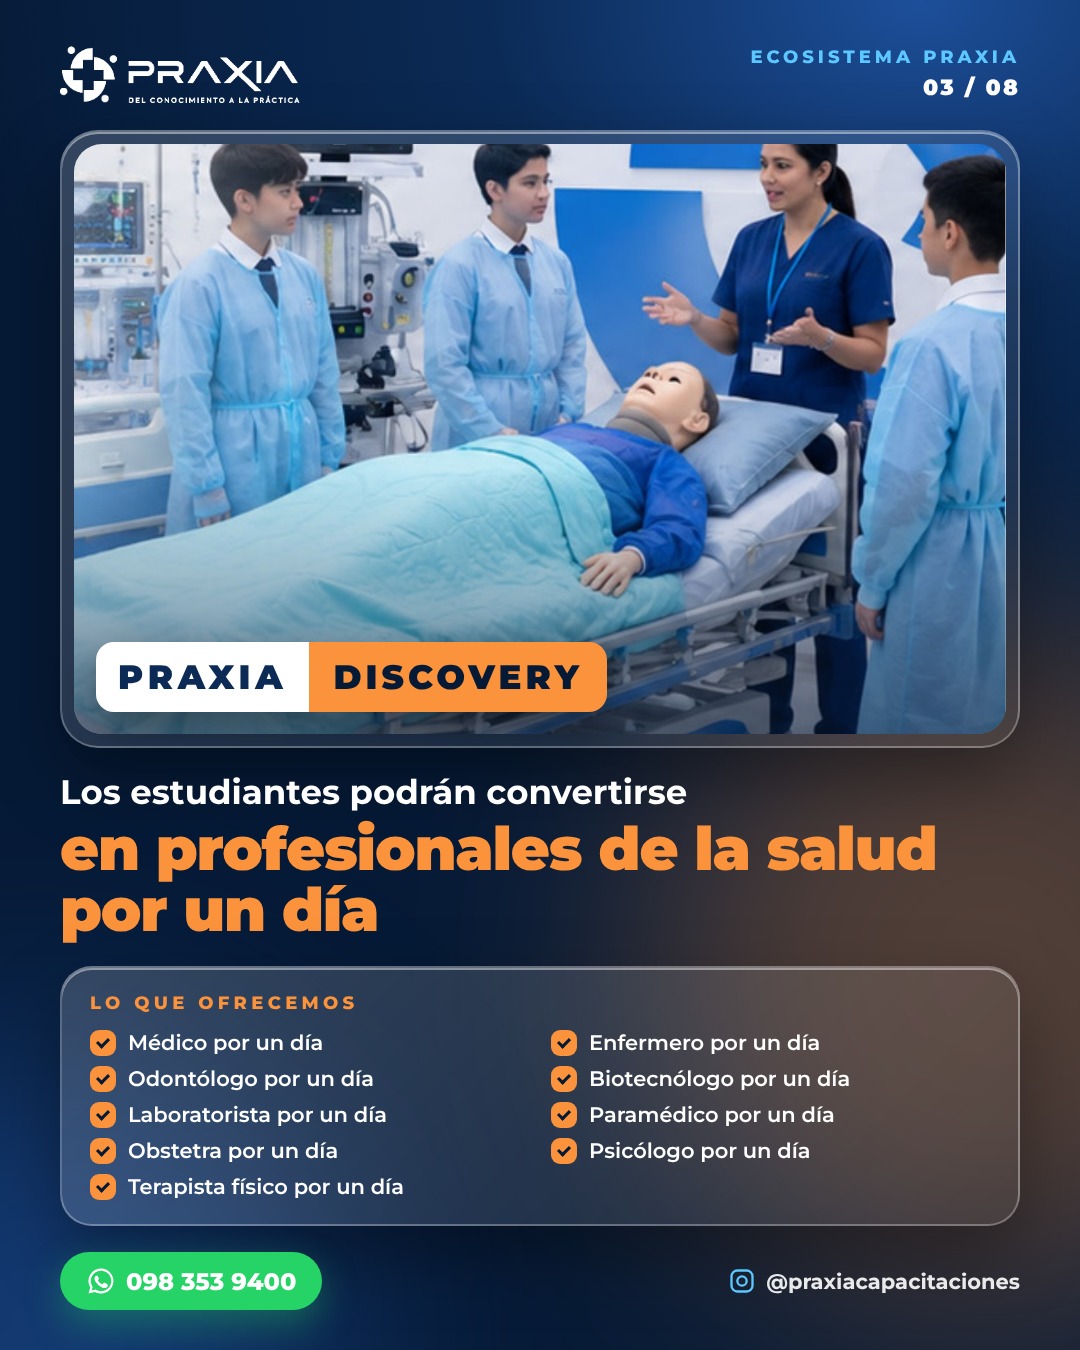 PRAXIA
DEL CONOCIMIENTO A LA PRÁCTICA
ECOSISTEMA PRAXIA
03 / 08
PRAXIA DISCOVERY
Los estudiantes podrán convertirse
en profesionales de la salud
por un día
LO QUE OFRECEMOS
Médico por un día
Enfermero por un día
Odontólogo por un día
Biotecnólogo por un día
Laboratorista por un día
Paramédico por un día
Obstetra por un día
Psicólogo por un día
Terapista físico por un día
098 353 9400
@praxiacapacitaciones